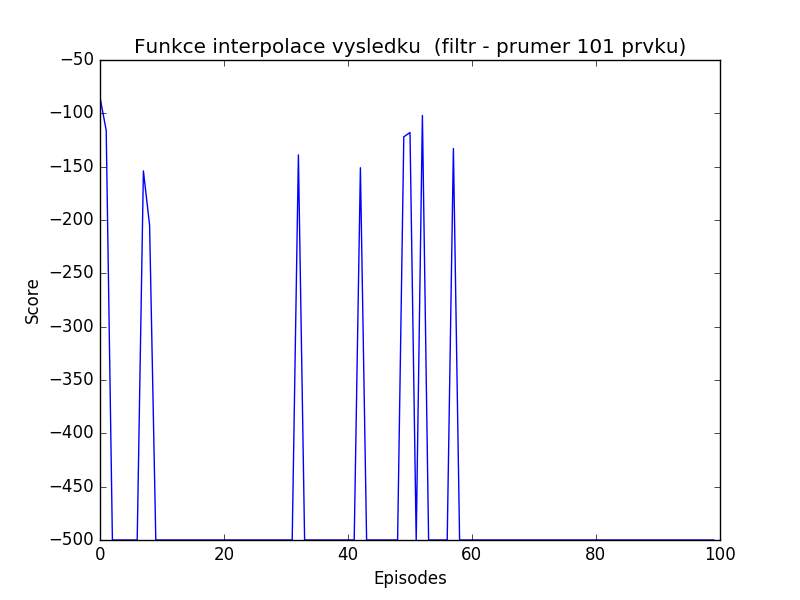 Funkce interpolace vysledku  (filtr - prumer 101 prvku)
−50
−100
−150
−200
−250
−300
−350
−400
−450
−500
Score
0 20 40 60 80 100
Episodes